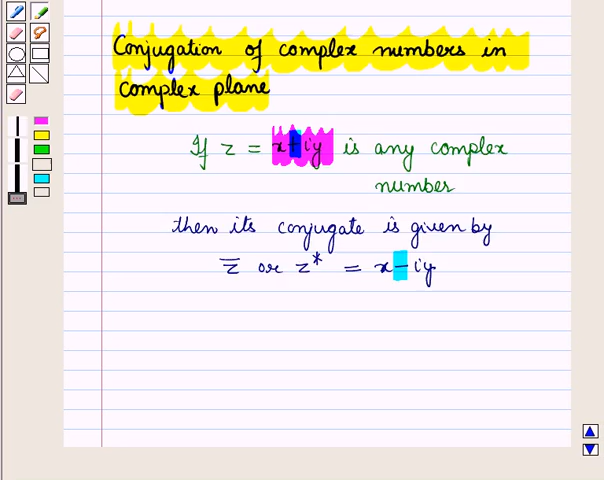 Conjugation of complex numbers in
complex plane
If z = x + iy is any complex
number
then its conjugate is given by
z̅ or z* = x - iy